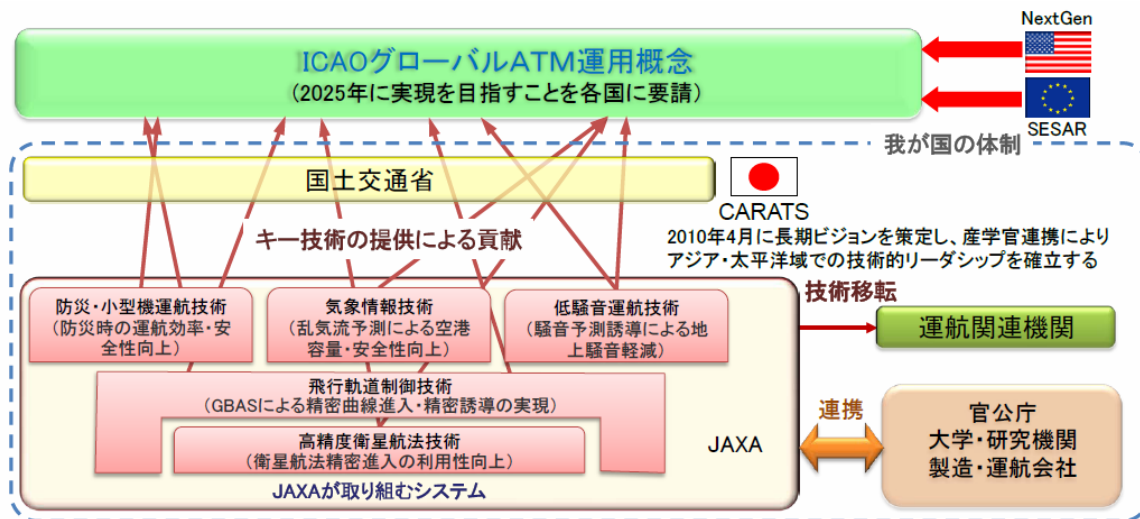 NextGen
ICAOグローバルATM運用概念
(2025年に実現を目指すことを各国に要請)
SESAR
我が国の体制
国土交通省
CARATS
キー技術の提供による貢献
2010年4月に長期ビジョンを策定し、産学官連携により
アジア・太平洋域での技術的リーダシップを確立する
防災・小型機運航技術
(防災時の運航効率・安
全性向上)
気象情報技術
(乱気流予測による空港
容量・安全性向上)
低騒音運航技術
(騒音予測誘導による地
上騒音軽減)
技術移転
運航関連機関
飛行軌道制御技術
(GBASによる精密曲線進入・精密誘導の実現)
高精度衛星航法技術
(衛星航法精密進入の利用性向上)
JAXA
JAXAが取り組むシステム
連携
官公庁
大学・研究機関
製造・運航会社